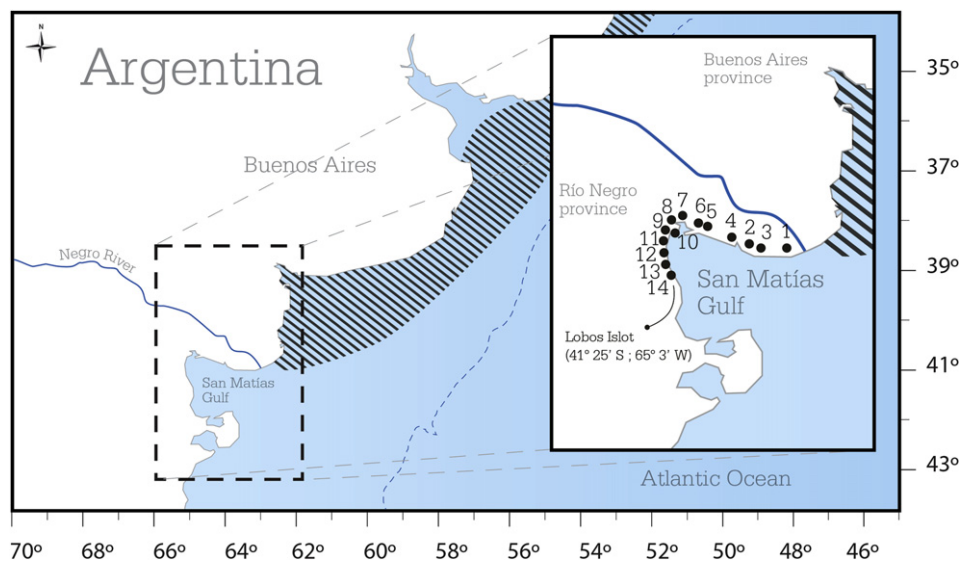 N
Argentina
Buenos Aires
Negro River
San Matías
Gulf
Atlantic Ocean
Buenos Aires
province
Río Negro
province
8 7 6 5 4 2 3 1
9
10
11
12
13
14
San Matías
Gulf
Lobos Islot
(41° 25' S ; 65° 3' W)
35º
37º
39º
41º
43º
70º 68º 66º 64º 62º 60º 58º 56º 54º 52º 50º 48º 46º